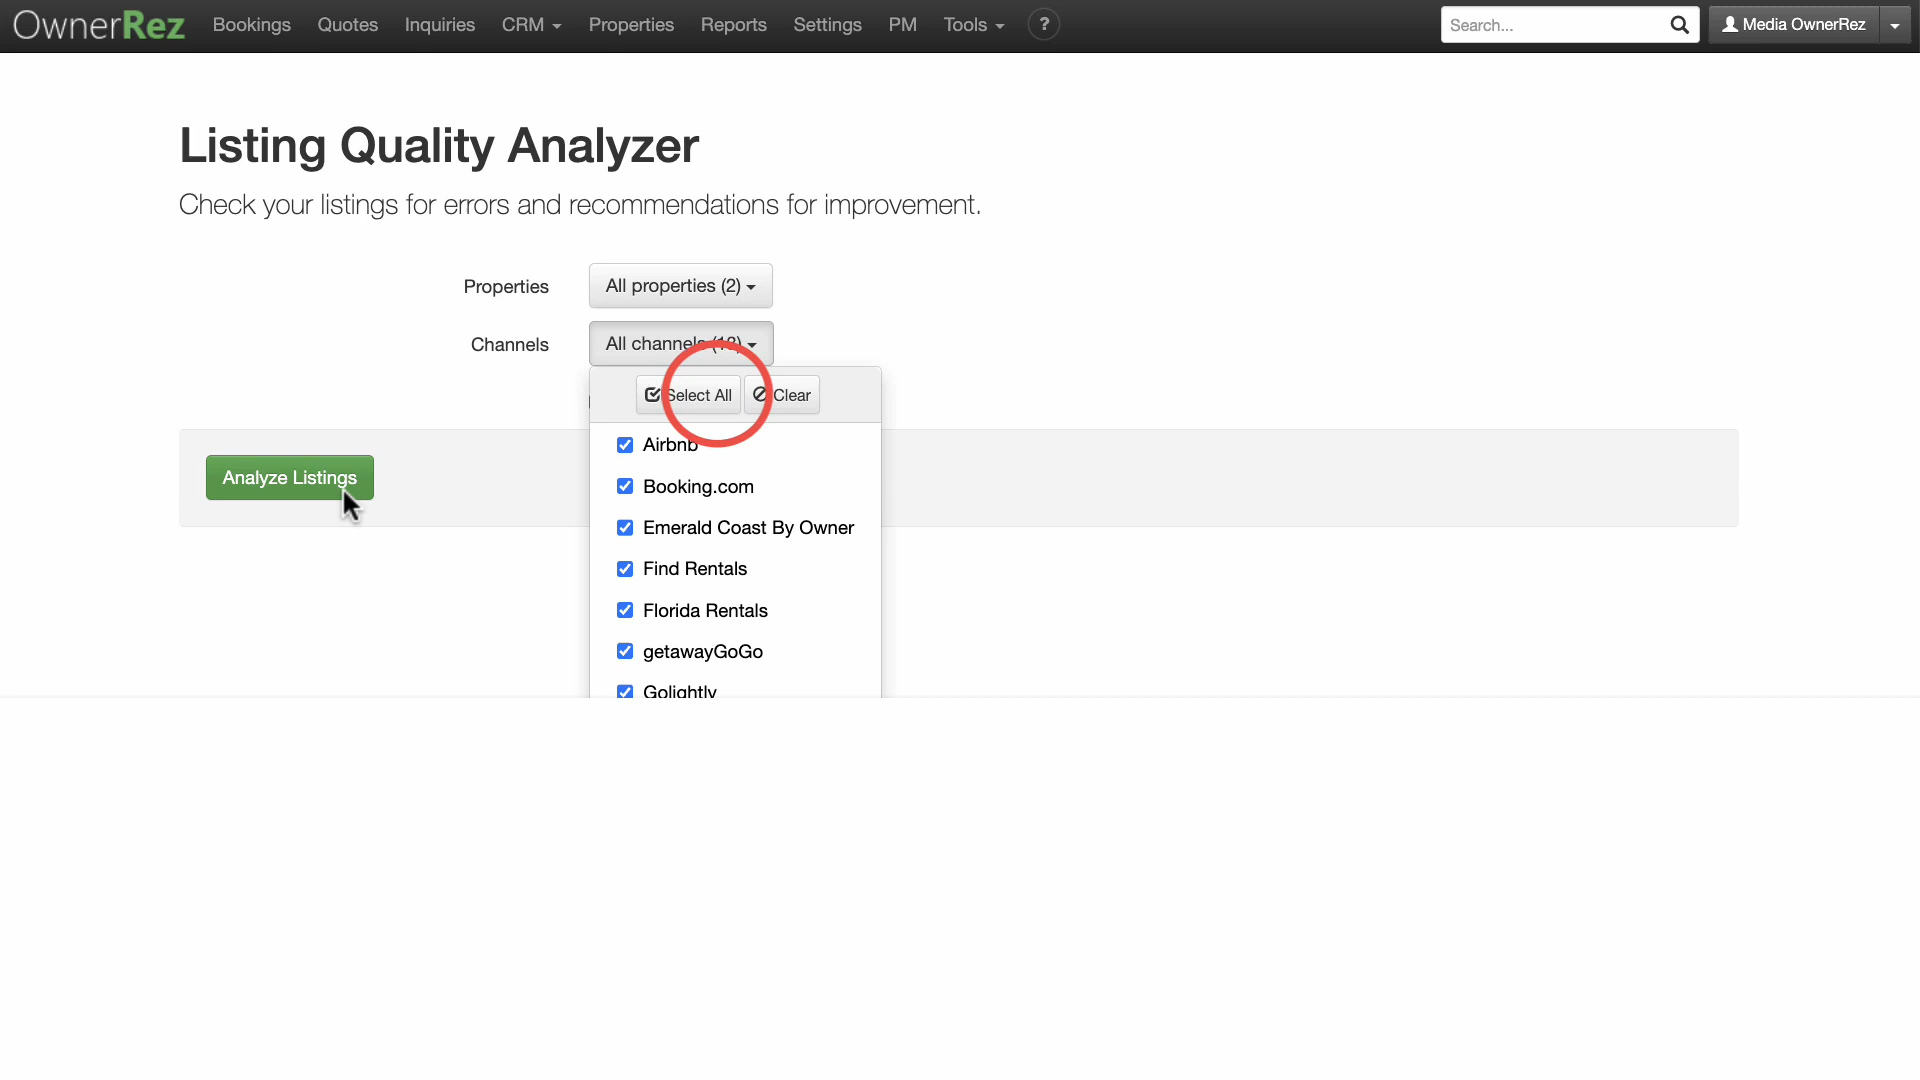 OwnerRez Bookings Quotes Inquiries CRM Properties Reports Settings PM Tools ? Search... Media OwnerRez
Listing Quality Analyzer
Check your listings for errors and recommendations for improvement.
Properties All properties (2)
Channels All channels
Select All Clear
Airbnb
Analyze Listings
Booking.com
Emerald Coast By Owner
Find Rentals
Florida Rentals
getawayGoGo
Golightly